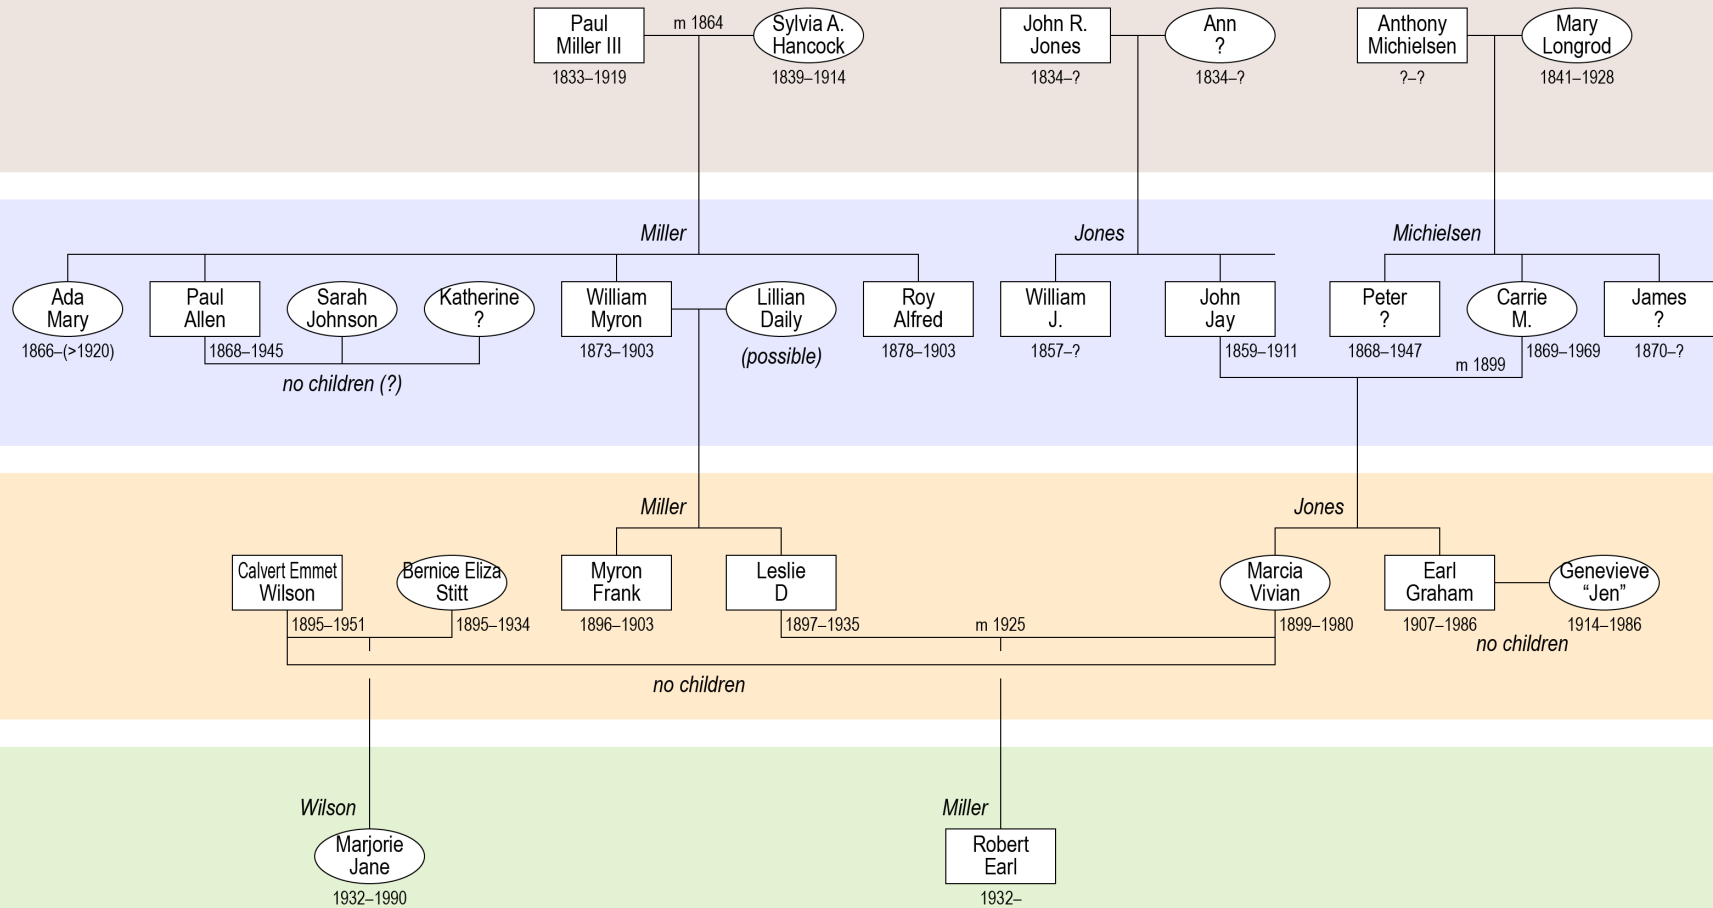 Paul
Miller III
m 1864
Sylvia A.
Hancock
John R.
Jones
Ann
?
Anthony
Michielsen
Mary
Longrod
1833–1919
1839–1914
1834–?
1834–?
?–?
1841–1928
Miller
Jones
Michielsen
Ada
Mary
Paul
Allen
Sarah
Johnson
Katherine
?
William
Myron
Lillian
Daily
Roy
Alfred
William
J.
John
Jay
Peter
?
Carrie
M.
James
?
1866–(>1920)
1868–1945
1873–1903
(possible)
1878–1903
1857–?
1859–1911
1868–1947
1869–1969
1870–?
m 1899
no children (?)
Miller
Jones
Calvert Emmet
Wilson
Bernice Eliza
Stitt
Myron
Frank
Leslie
D
Marcia
Vivian
Earl
Graham
Genevieve
“Jen”
1895–1951
1895–1934
1896–1903
1897–1935
m 1925
1899–1980
1907–1986
1914–1986
no children
no children
Wilson
Miller
Marjorie
Jane
Robert
Earl
1932–1990
1932–